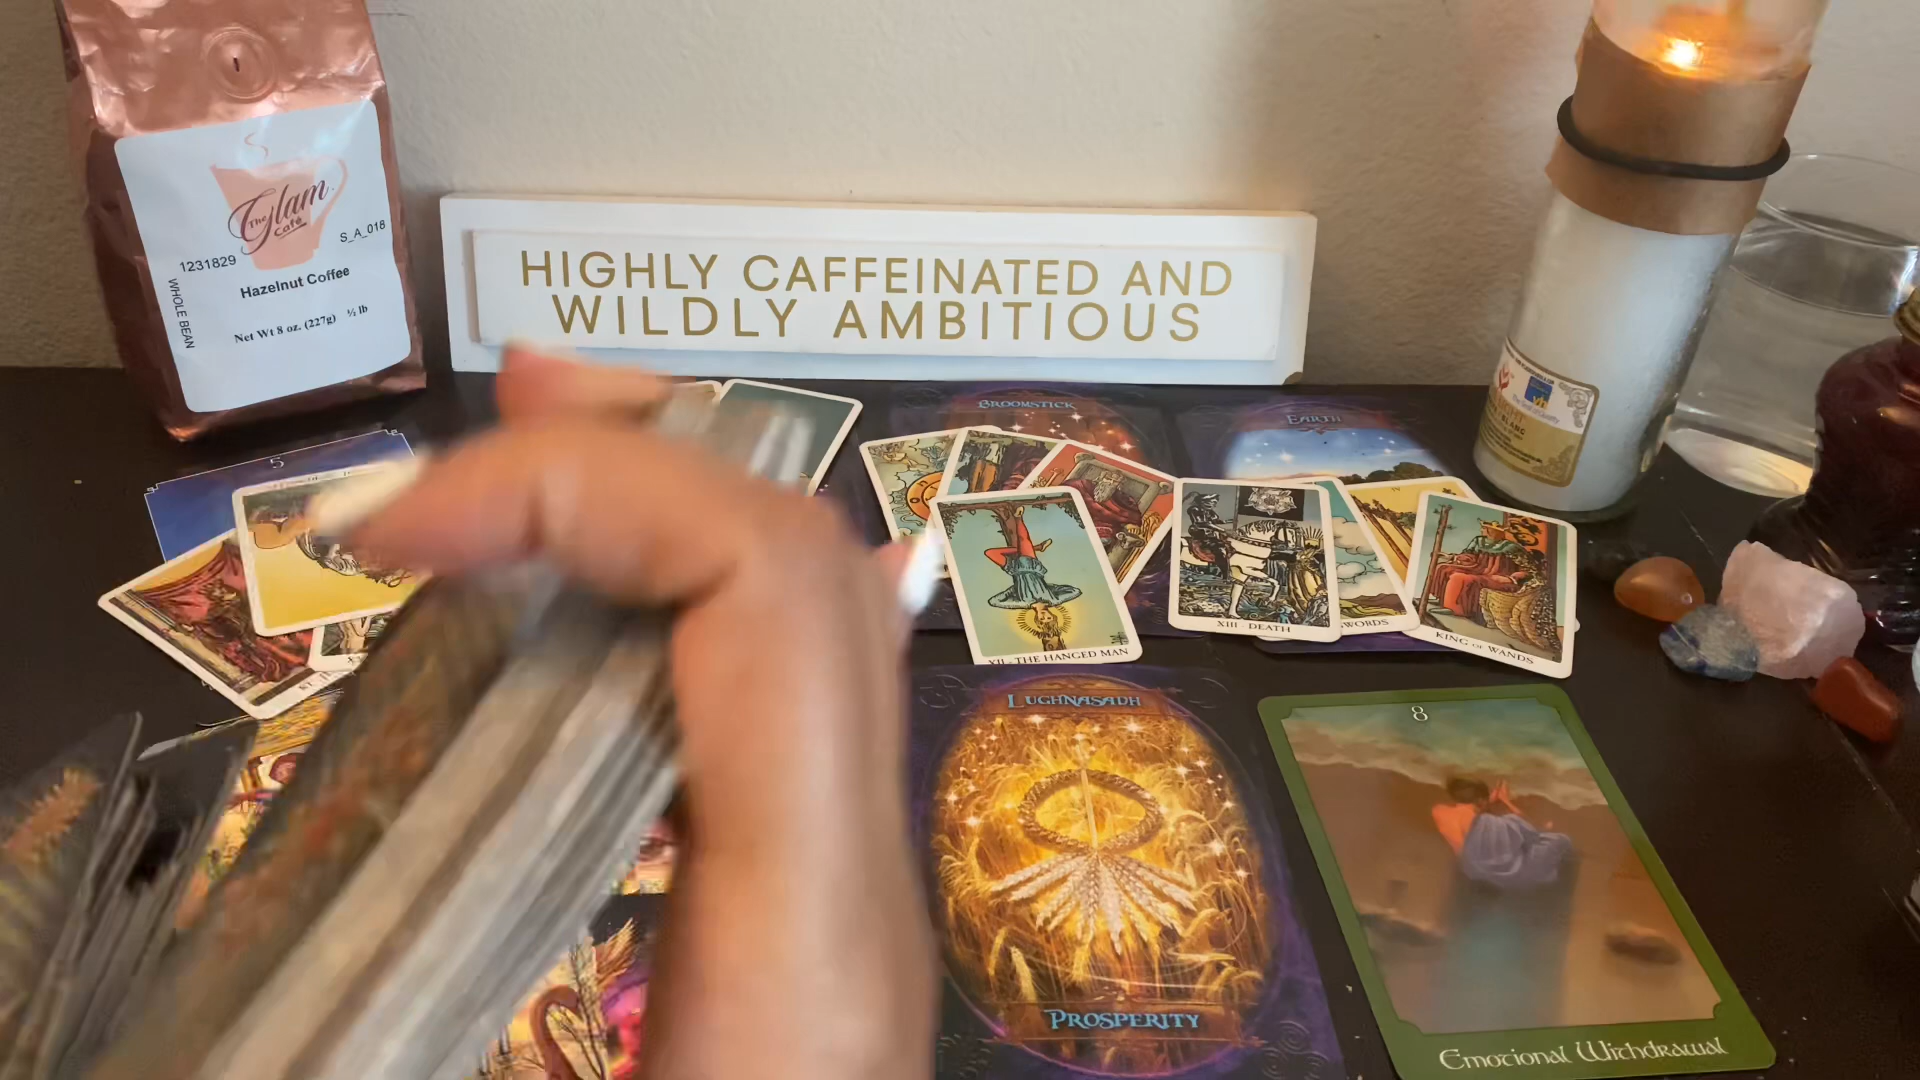 The Glam
Café
1231829
S_A_018
Hazelnut Coffee
WHOLE BEAN
Net Wt 8 oz. (227g) ½ lb
HIGHLY CAFFEINATED AND
WILDLY AMBITIOUS
BROOMSTICK
EARTH
5
XII - THE HANGED MAN
XIII - DEATH
SWORDS
KING OF WANDS
LUGHNASADH
PROSPERITY
8
Emotional Withdrawal